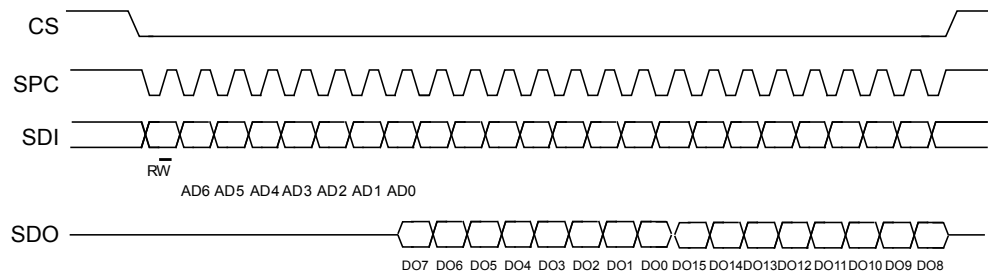 CS
SPC
SDI
RW
AD6 AD5 AD4 AD3 AD2 AD1 AD0
SDO
DO7 DO6 DO5 DO4 DO3 DO2 DO1 DO0 DO15 DO14 DO13 DO12 DO11 DO10 DO9 DO8